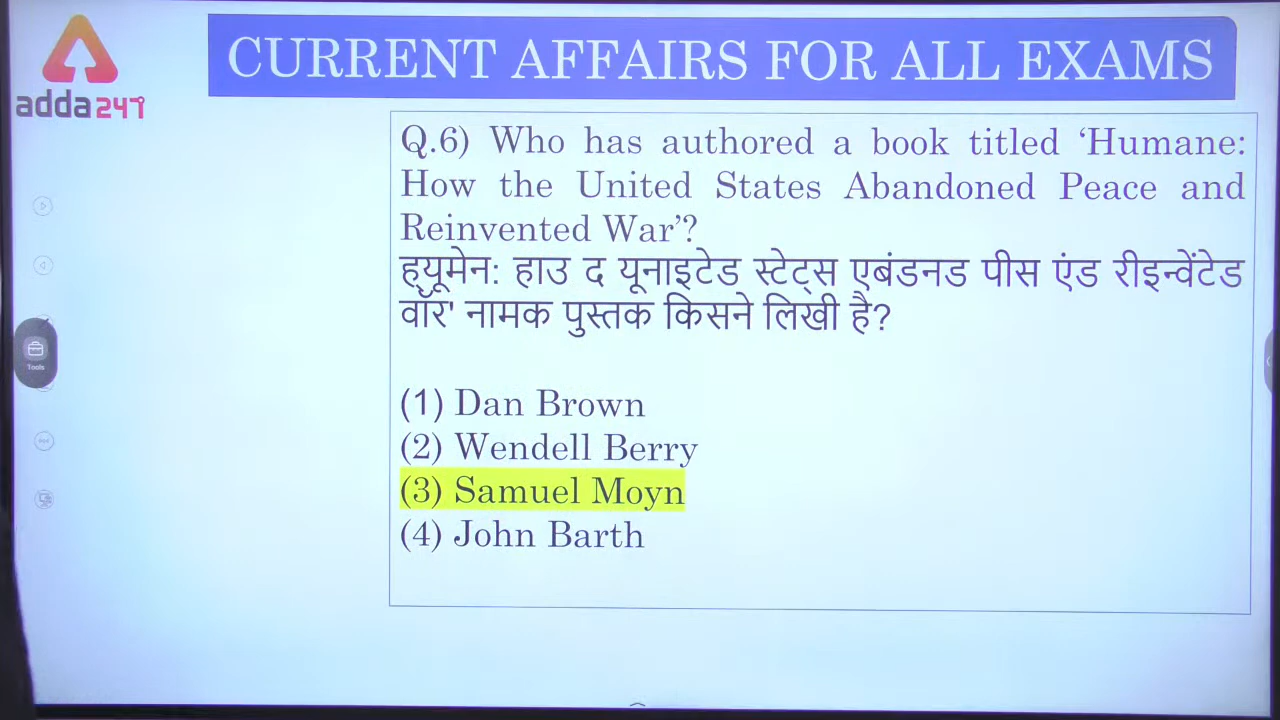 CURRENT AFFAIRS FOR ALL EXAMS
adda247
Q.6) Who has authored a book titled ‘Humane:
How the United States Abandoned Peace and
Reinvented War’?
ह्यूमेन: हाउ द यूनाइटेड स्टेट्स एबंडनड पीस एंड रीइन्वेंटेड
वॉर' नामक पुस्तक किसने लिखी है?
(1) Dan Brown
(2) Wendell Berry
(3) Samuel Moyn
(4) John Barth
Tools